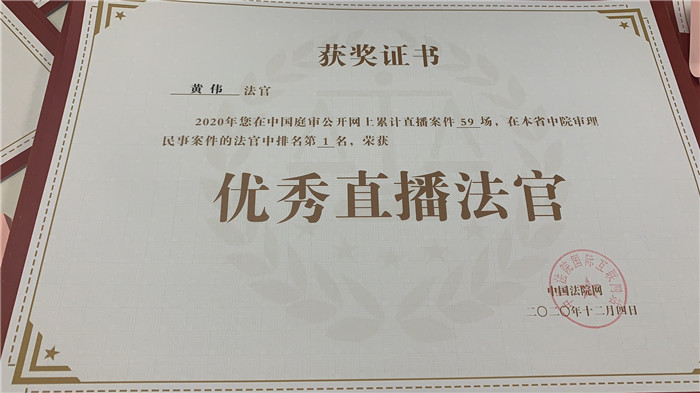 获奖证书
黄伟 法官
2020年您在中国庭审公开网上累计直播案件 59 场，在本省中院审理
民事案件的法官中排名第 1 名，荣获
优秀直播法官
中国法院网
二〇二〇年十二月四日